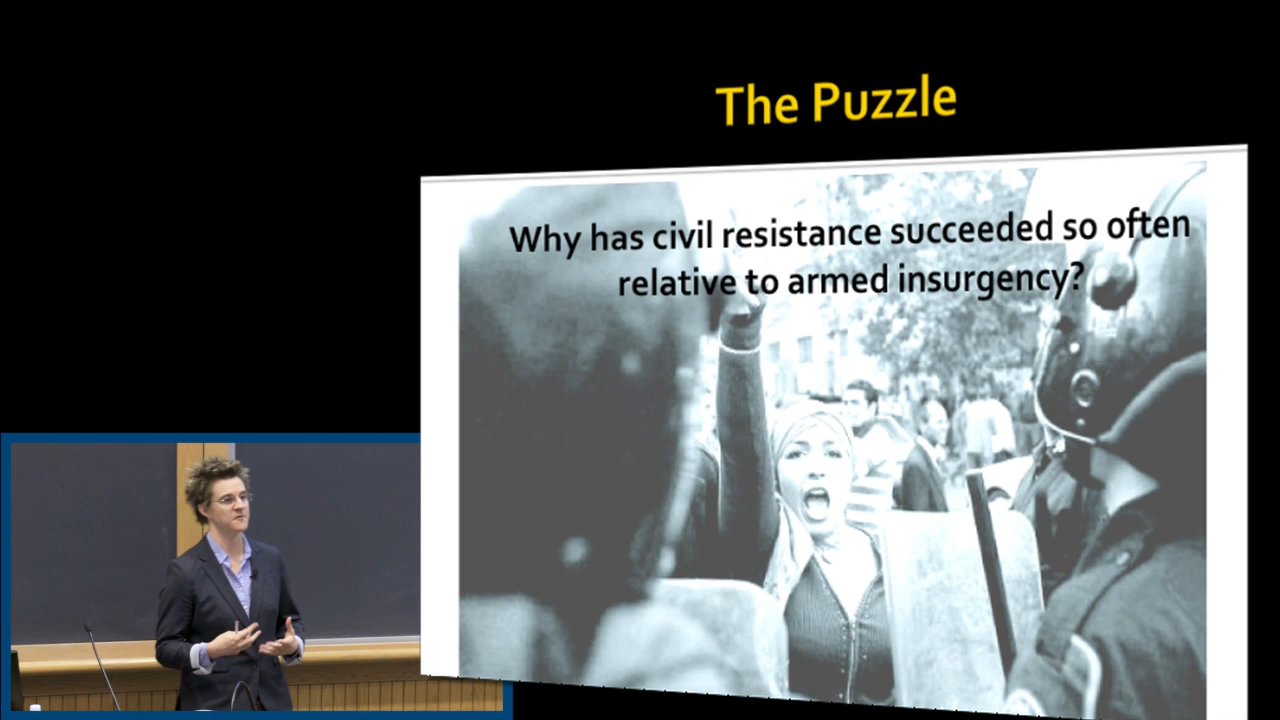 The Puzzle
Why has civil resistance succeeded so often
relative to armed insurgency?